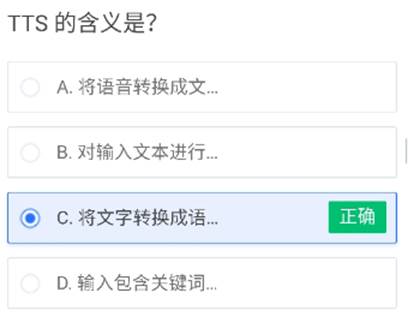 TTS 的含义是?
A. 将语音转换成文...
B. 对输入文本进行...
C. 将文字转换成语... 正确
D. 输入包含关键词...